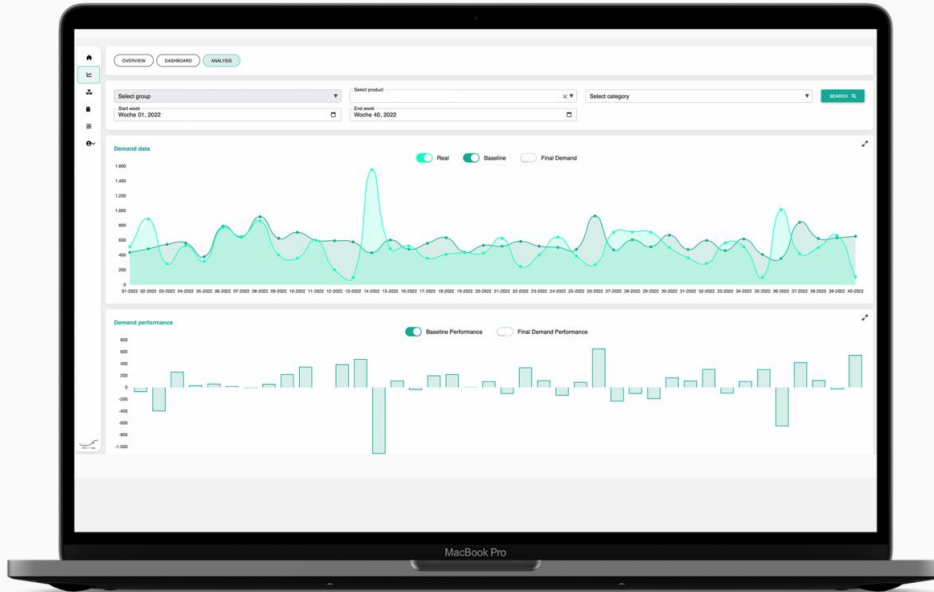 OVERVIEW DASHBOARD ANALYSIS
Select group Select product Select category SEARCH
Start week End week
Woche 01, 2022 Woche 40, 2022
Demand data
Real Baseline Final Demand
1.600
1.400
1.200
1.000
800
600
400
200
0
01-2022 02-2022 03-2022 04-2022 05-2022 06-2022 07-2022 08-2022 09-2022 10-2022 11-2022 12-2022 13-2022 14-2022 15-2022 16-2022 17-2022 18-2022 19-2022 20-2022 21-2022 22-2022 23-2022 24-2022 25-2022 26-2022 27-2022 28-2022 29-2022 30-2022 31-2022 32-2022 33-2022 34-2022 35-2022 36-2022 37-2022 38-2022 39-2022 40-2022
Demand performance
Baseline Performance Final Demand Performance
800
600
400
200
0
-200
-400
-600
-800
-1.000
MacBook Pro